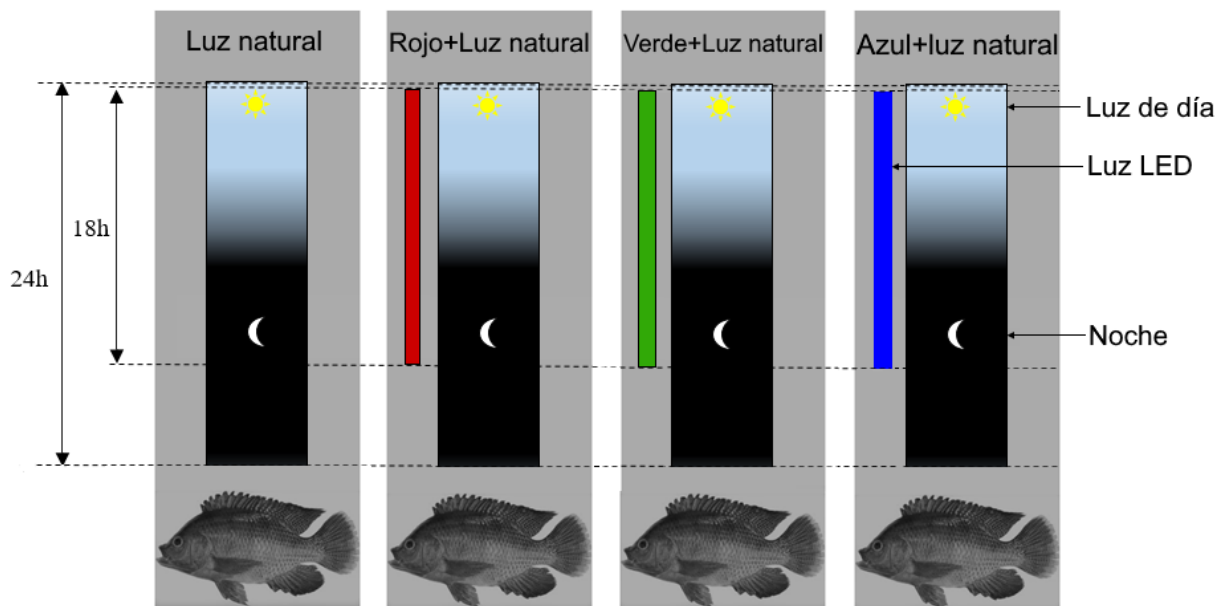 Luz natural
Rojo+Luz natural
Verde+Luz natural
Azul+luz natural
Luz de día
Luz LED
18h
24h
Noche